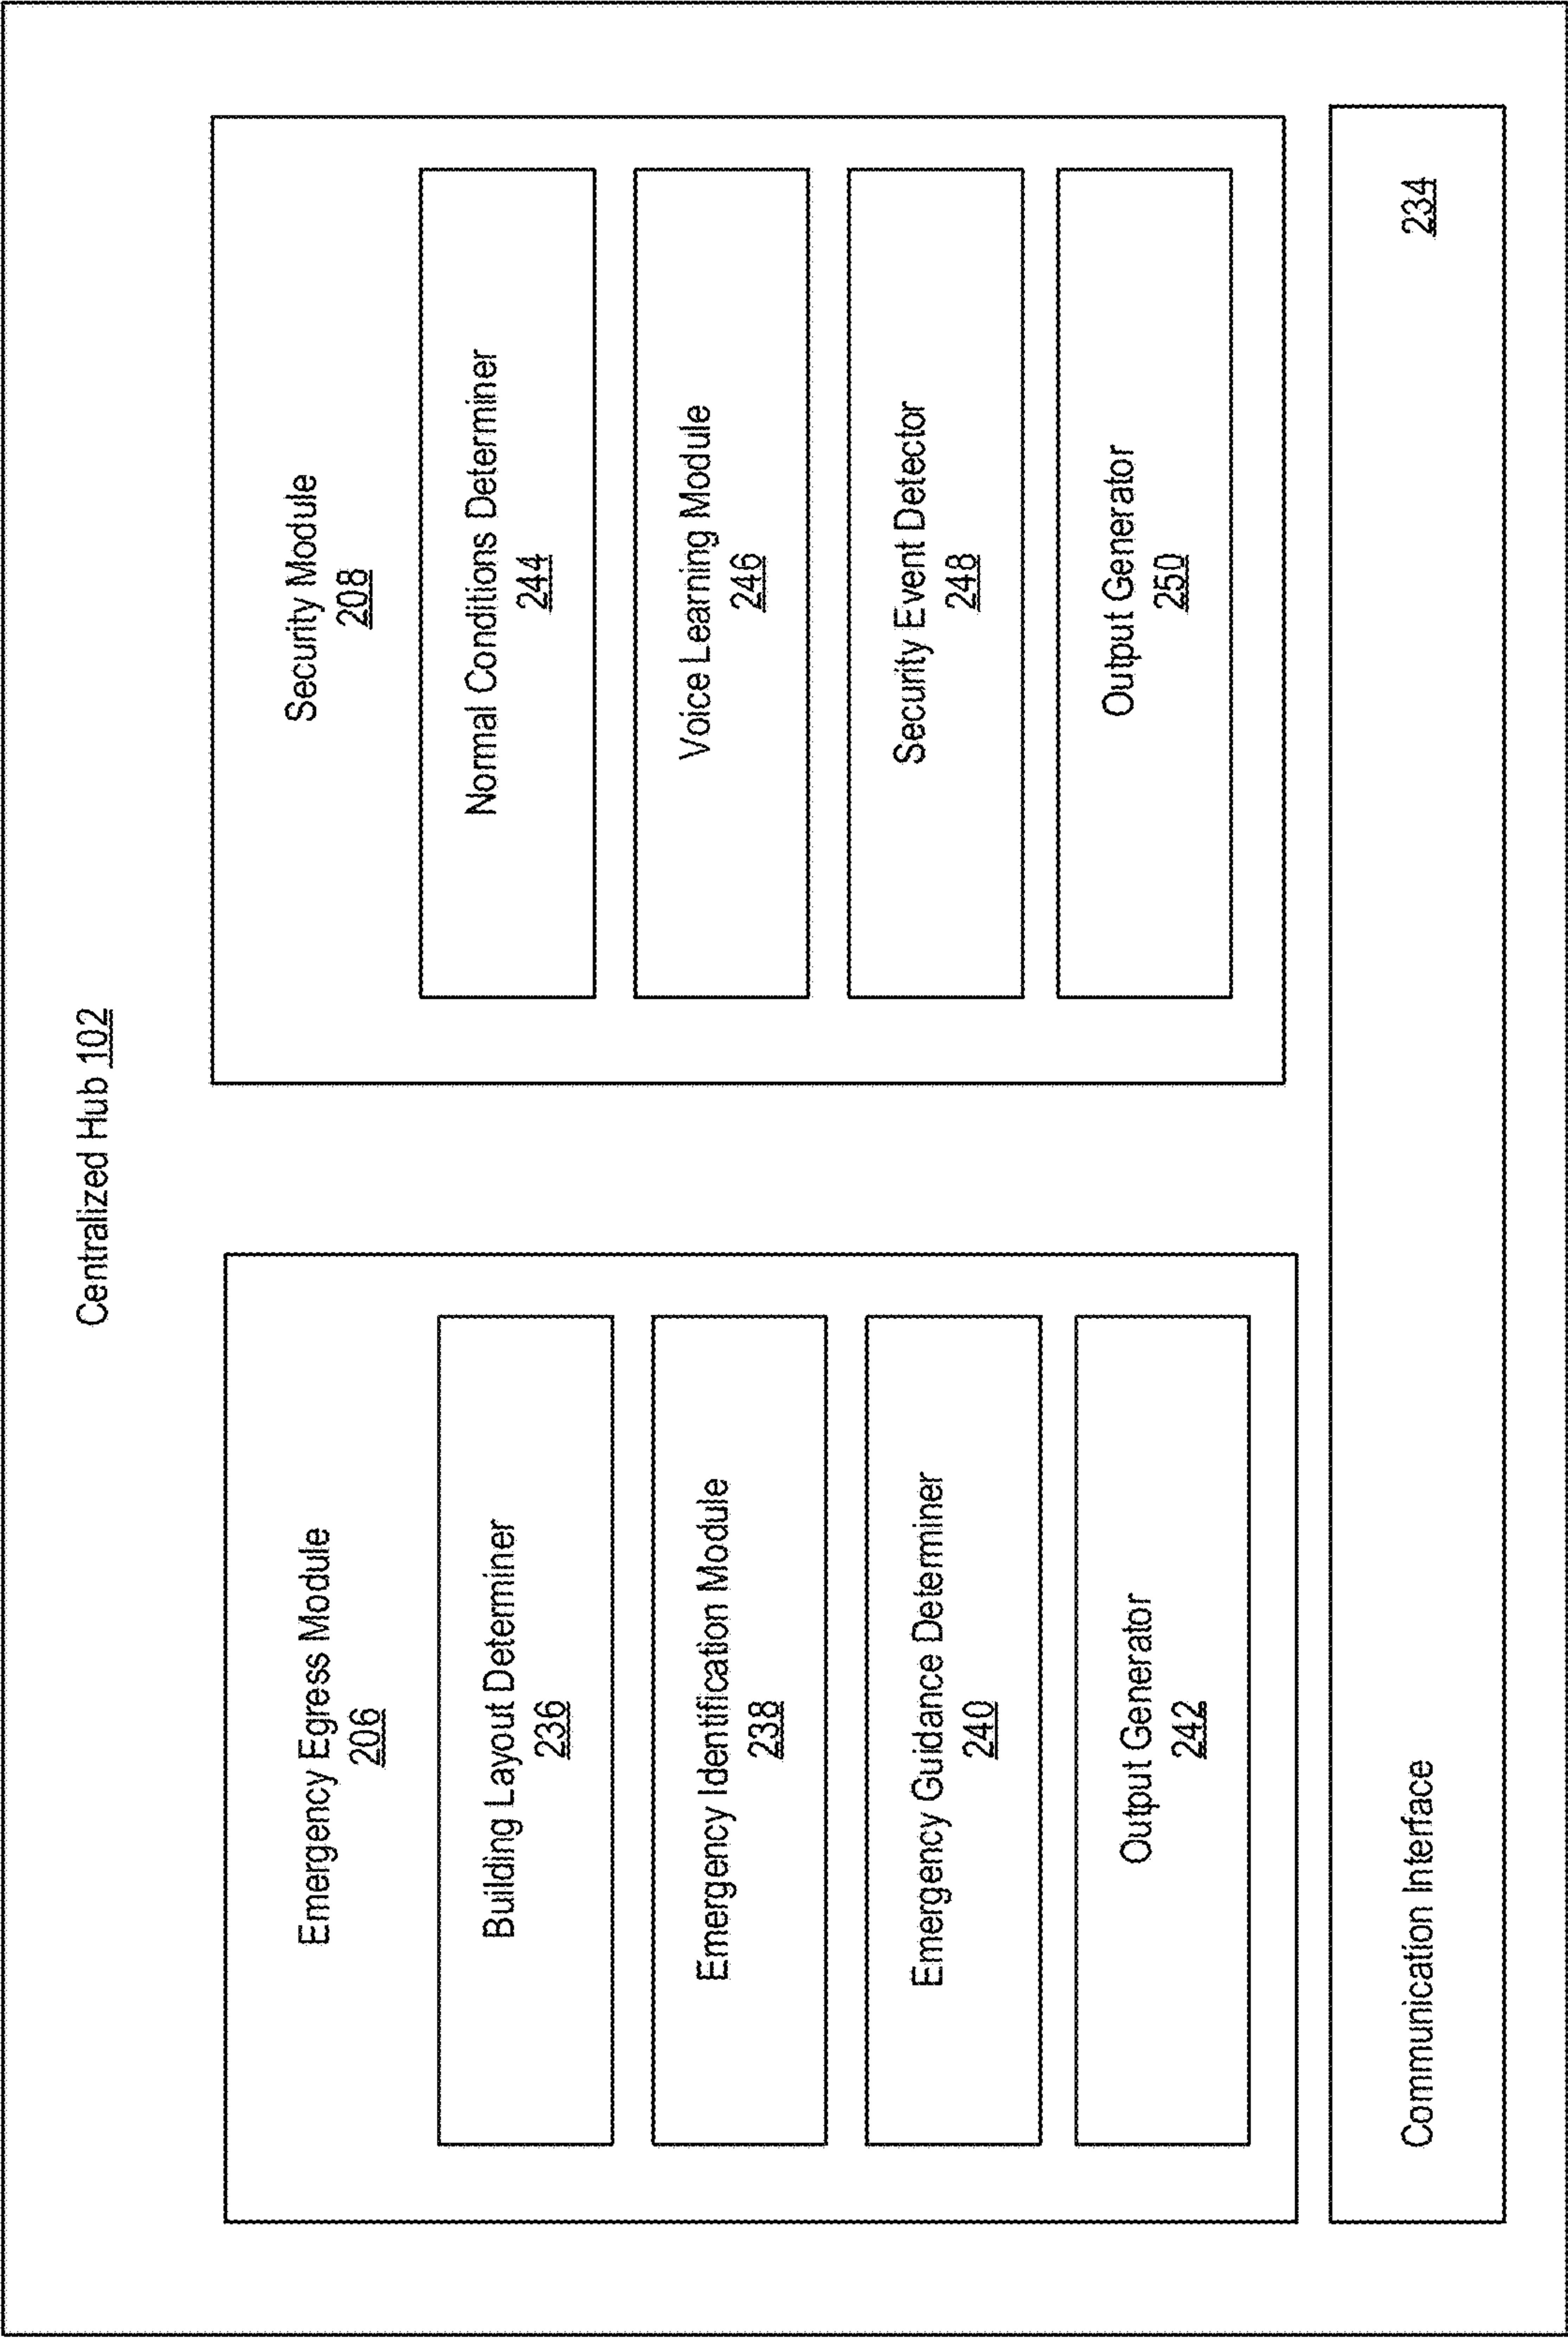 Centralized Hub 102
Emergency Egress Module
206
Building Layout Determiner
236
Emergency Identification Module
238
Emergency Guidance Determiner
240
Output Generator
242
Security Module
208
Normal Conditions Determiner
244
Voice Learning Module
246
Security Event Detector
248
Output Generator
250
Communication Interface
234